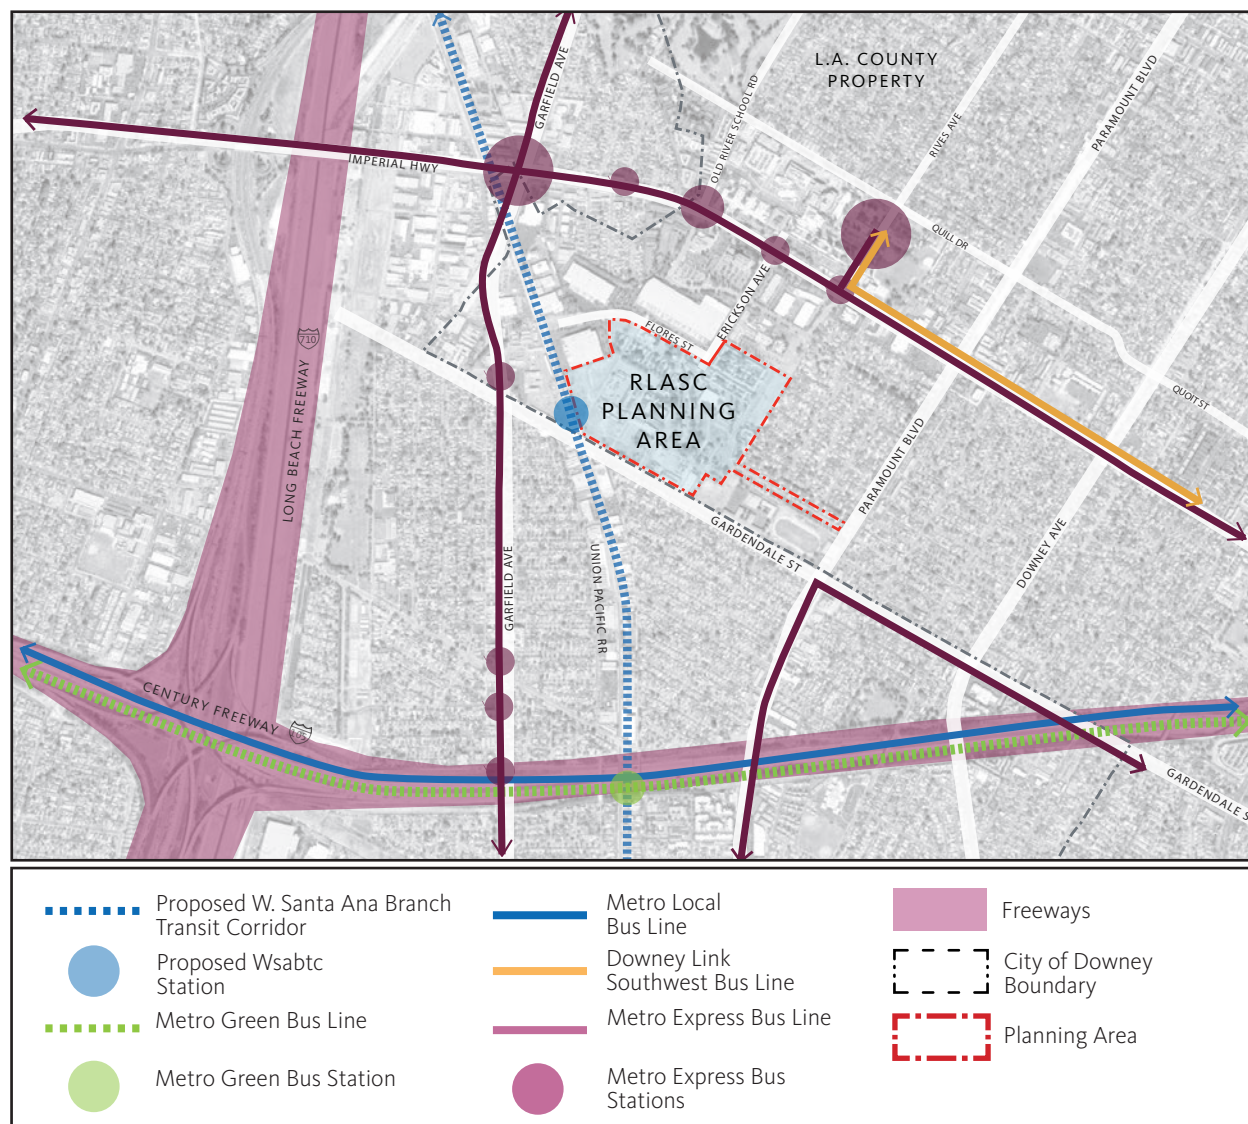 L.A. COUNTY
PROPERTY
GARFIELD AVE
PARAMOUNT BLVD
OLD RIVER SCHOOL RD
RIVES AVE
IMPERIAL HWY
QUILL DR
ERICKSON AVE
FLORES ST
710
LONG BEACH FREEWAY
RLASC
PLANNING
AREA
QUOIT ST
PARAMOUNT BLVD
GARDENDALE ST
DOWNEY AVE
GARFIELD AVE
UNION PACIFIC RR
CENTURY FREEWAY
105
GARDENDALE S
Proposed W. Santa Ana Branch
Transit Corridor
Proposed Wsabtc
Station
Metro Green Bus Line
Metro Green Bus Station
Metro Local
Bus Line
Downey Link
Southwest Bus Line
Metro Express Bus Line
Metro Express Bus
Stations
Freeways
City of Downey
Boundary
Planning Area